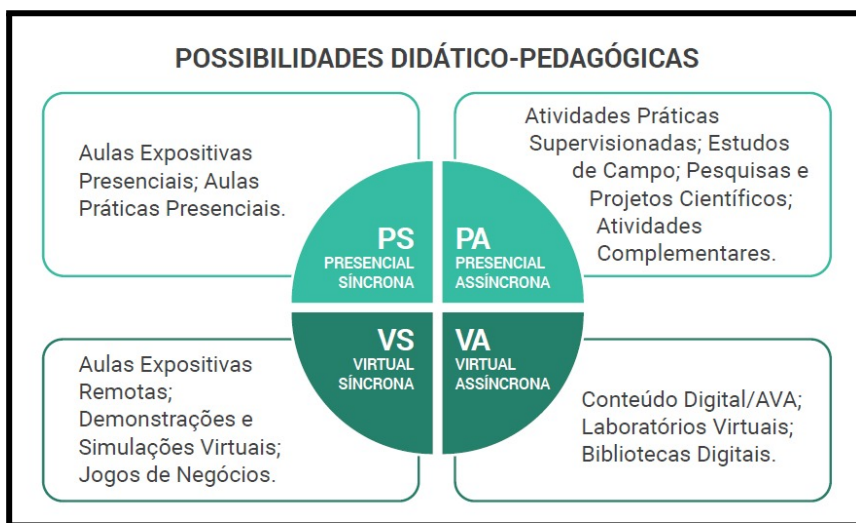 POSSIBILIDADES DIDÁTICO-PEDAGÓGICAS
Aulas Expositivas
Presenciais; Aulas
Práticas Presenciais.
Atividades Práticas
Supervisionadas; Estudos
de Campo; Pesquisas e
Projetos Científicos;
Atividades
Complementares.
PS
PRESENCIAL
SÍNCRONA
PA
PRESENCIAL
ASSÍNCRONA
VS
VIRTUAL
SÍNCRONA
VA
VIRTUAL
ASSÍNCRONA
Aulas Expositivas
Remotas;
Demonstrações e
Simulações Virtuais;
Jogos de Negócios.
Conteúdo Digital/AVA;
Laboratórios Virtuais;
Bibliotecas Digitais.